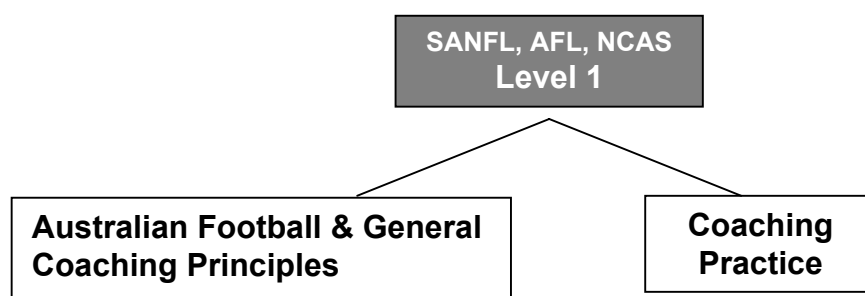 SANFL, AFL, NCAS
Level 1
Australian Football & General
Coaching Principles
Coaching
Practice